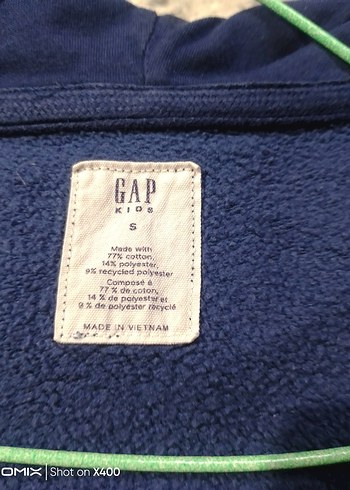 GAP
KIDS
S
Made with
77% cotton,
14% polyester,
9% recycled polyester
Composé à
77 % de coton,
14 % de polyester et
9 % de polyester recyclé
MADE IN VIETNAM
OMIX | Shot on X400